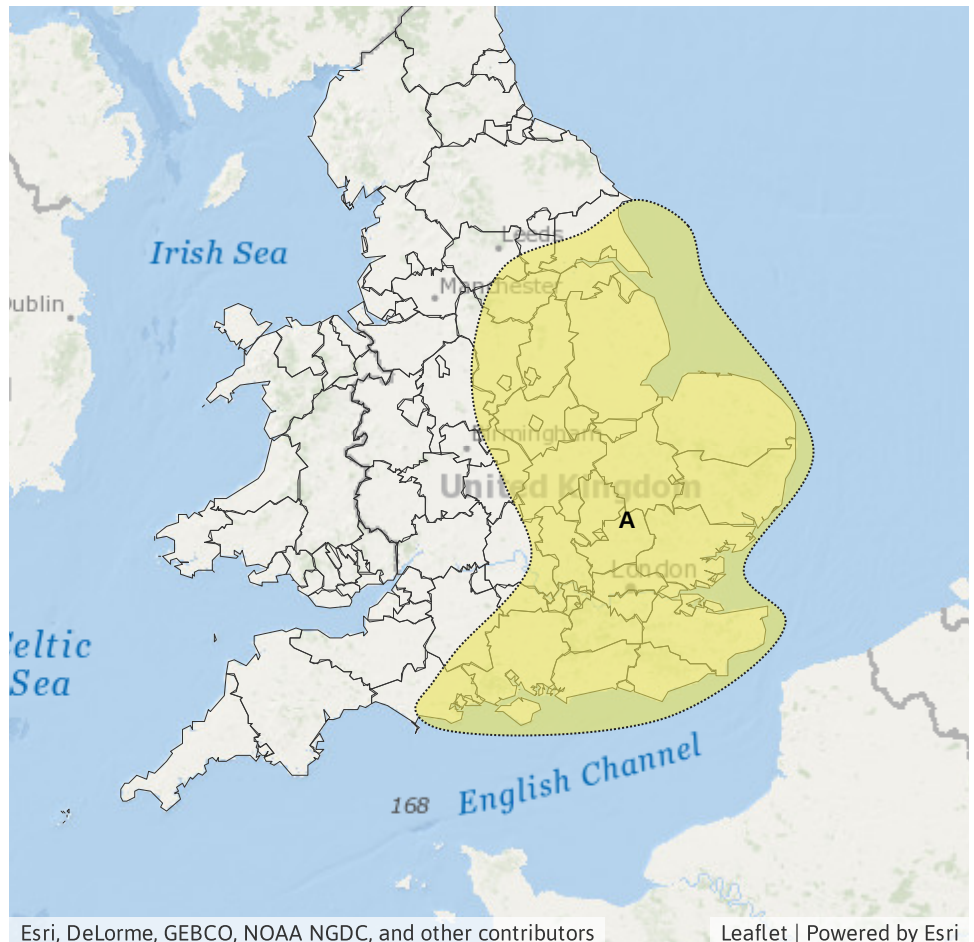 Leeds
Irish Sea
Manchester
Dublin
Birmingham
United Kingdom
A
London
Celtic
Sea
English Channel
168
Esri, DeLorme, GEBCO, NOAA NGDC, and other contributors
Leaflet | Powered by Esri